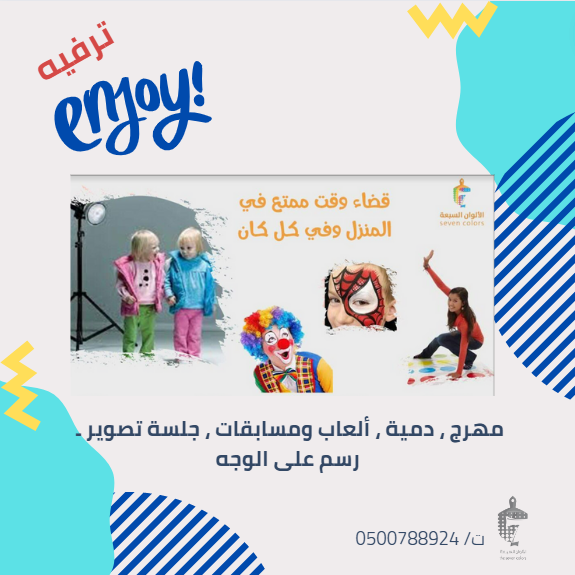 ترفيه
enjoy!
قضاء وقت ممتع في
المنزل وفي كل كان
الألوان السبعة
seven colors
مهرج , دمية , ألعاب ومسابقات , جلسة تصوير .
رسم على الوجه
ت/ 0500788924